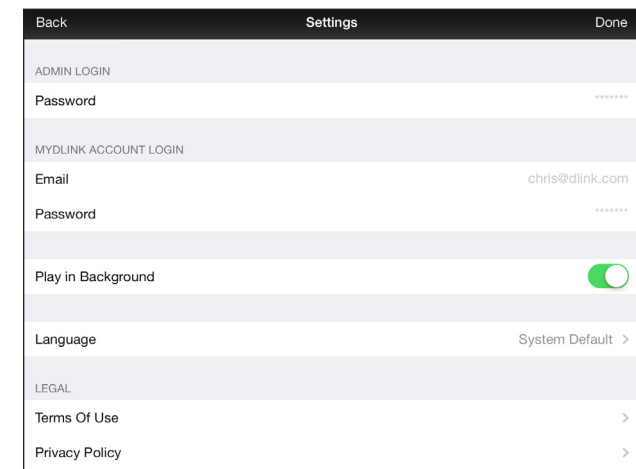 Back Settings Done
ADMIN LOGIN
Password *******
MYDLINK ACCOUNT LOGIN
Email chris@dlink.com
Password *******
Play in Background
Language System Default >
LEGAL
Terms Of Use >
Privacy Policy >